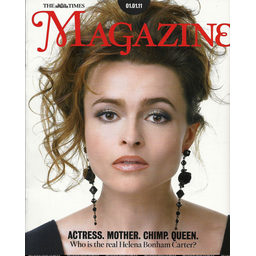 THE TIMES
01.01.11
MAGAZINE
ACTRESS. MOTHER. CHIMP. QUEEN.
Who is the real Helena Bonham Carter?